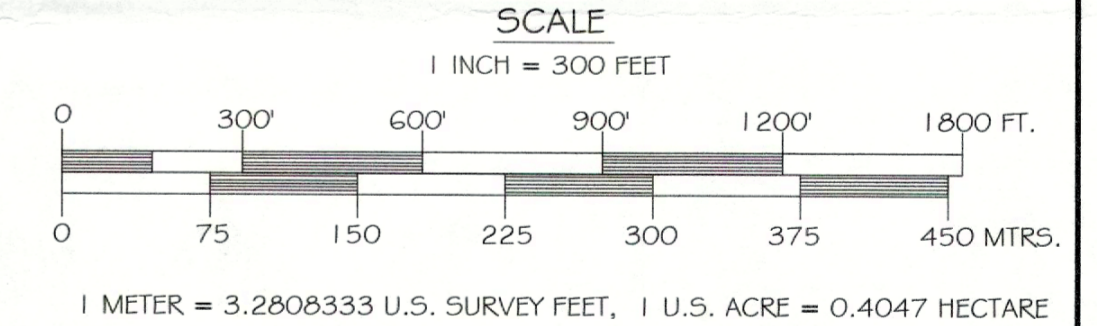 SCALE
1 INCH = 300 FEET
0 300' 600' 900' 1200' 1800 FT.
0 75 150 225 300 375 450 MTRS.
1 METER = 3.2808333 U.S. SURVEY FEET, 1 U.S. ACRE = 0.4047 HECTARE